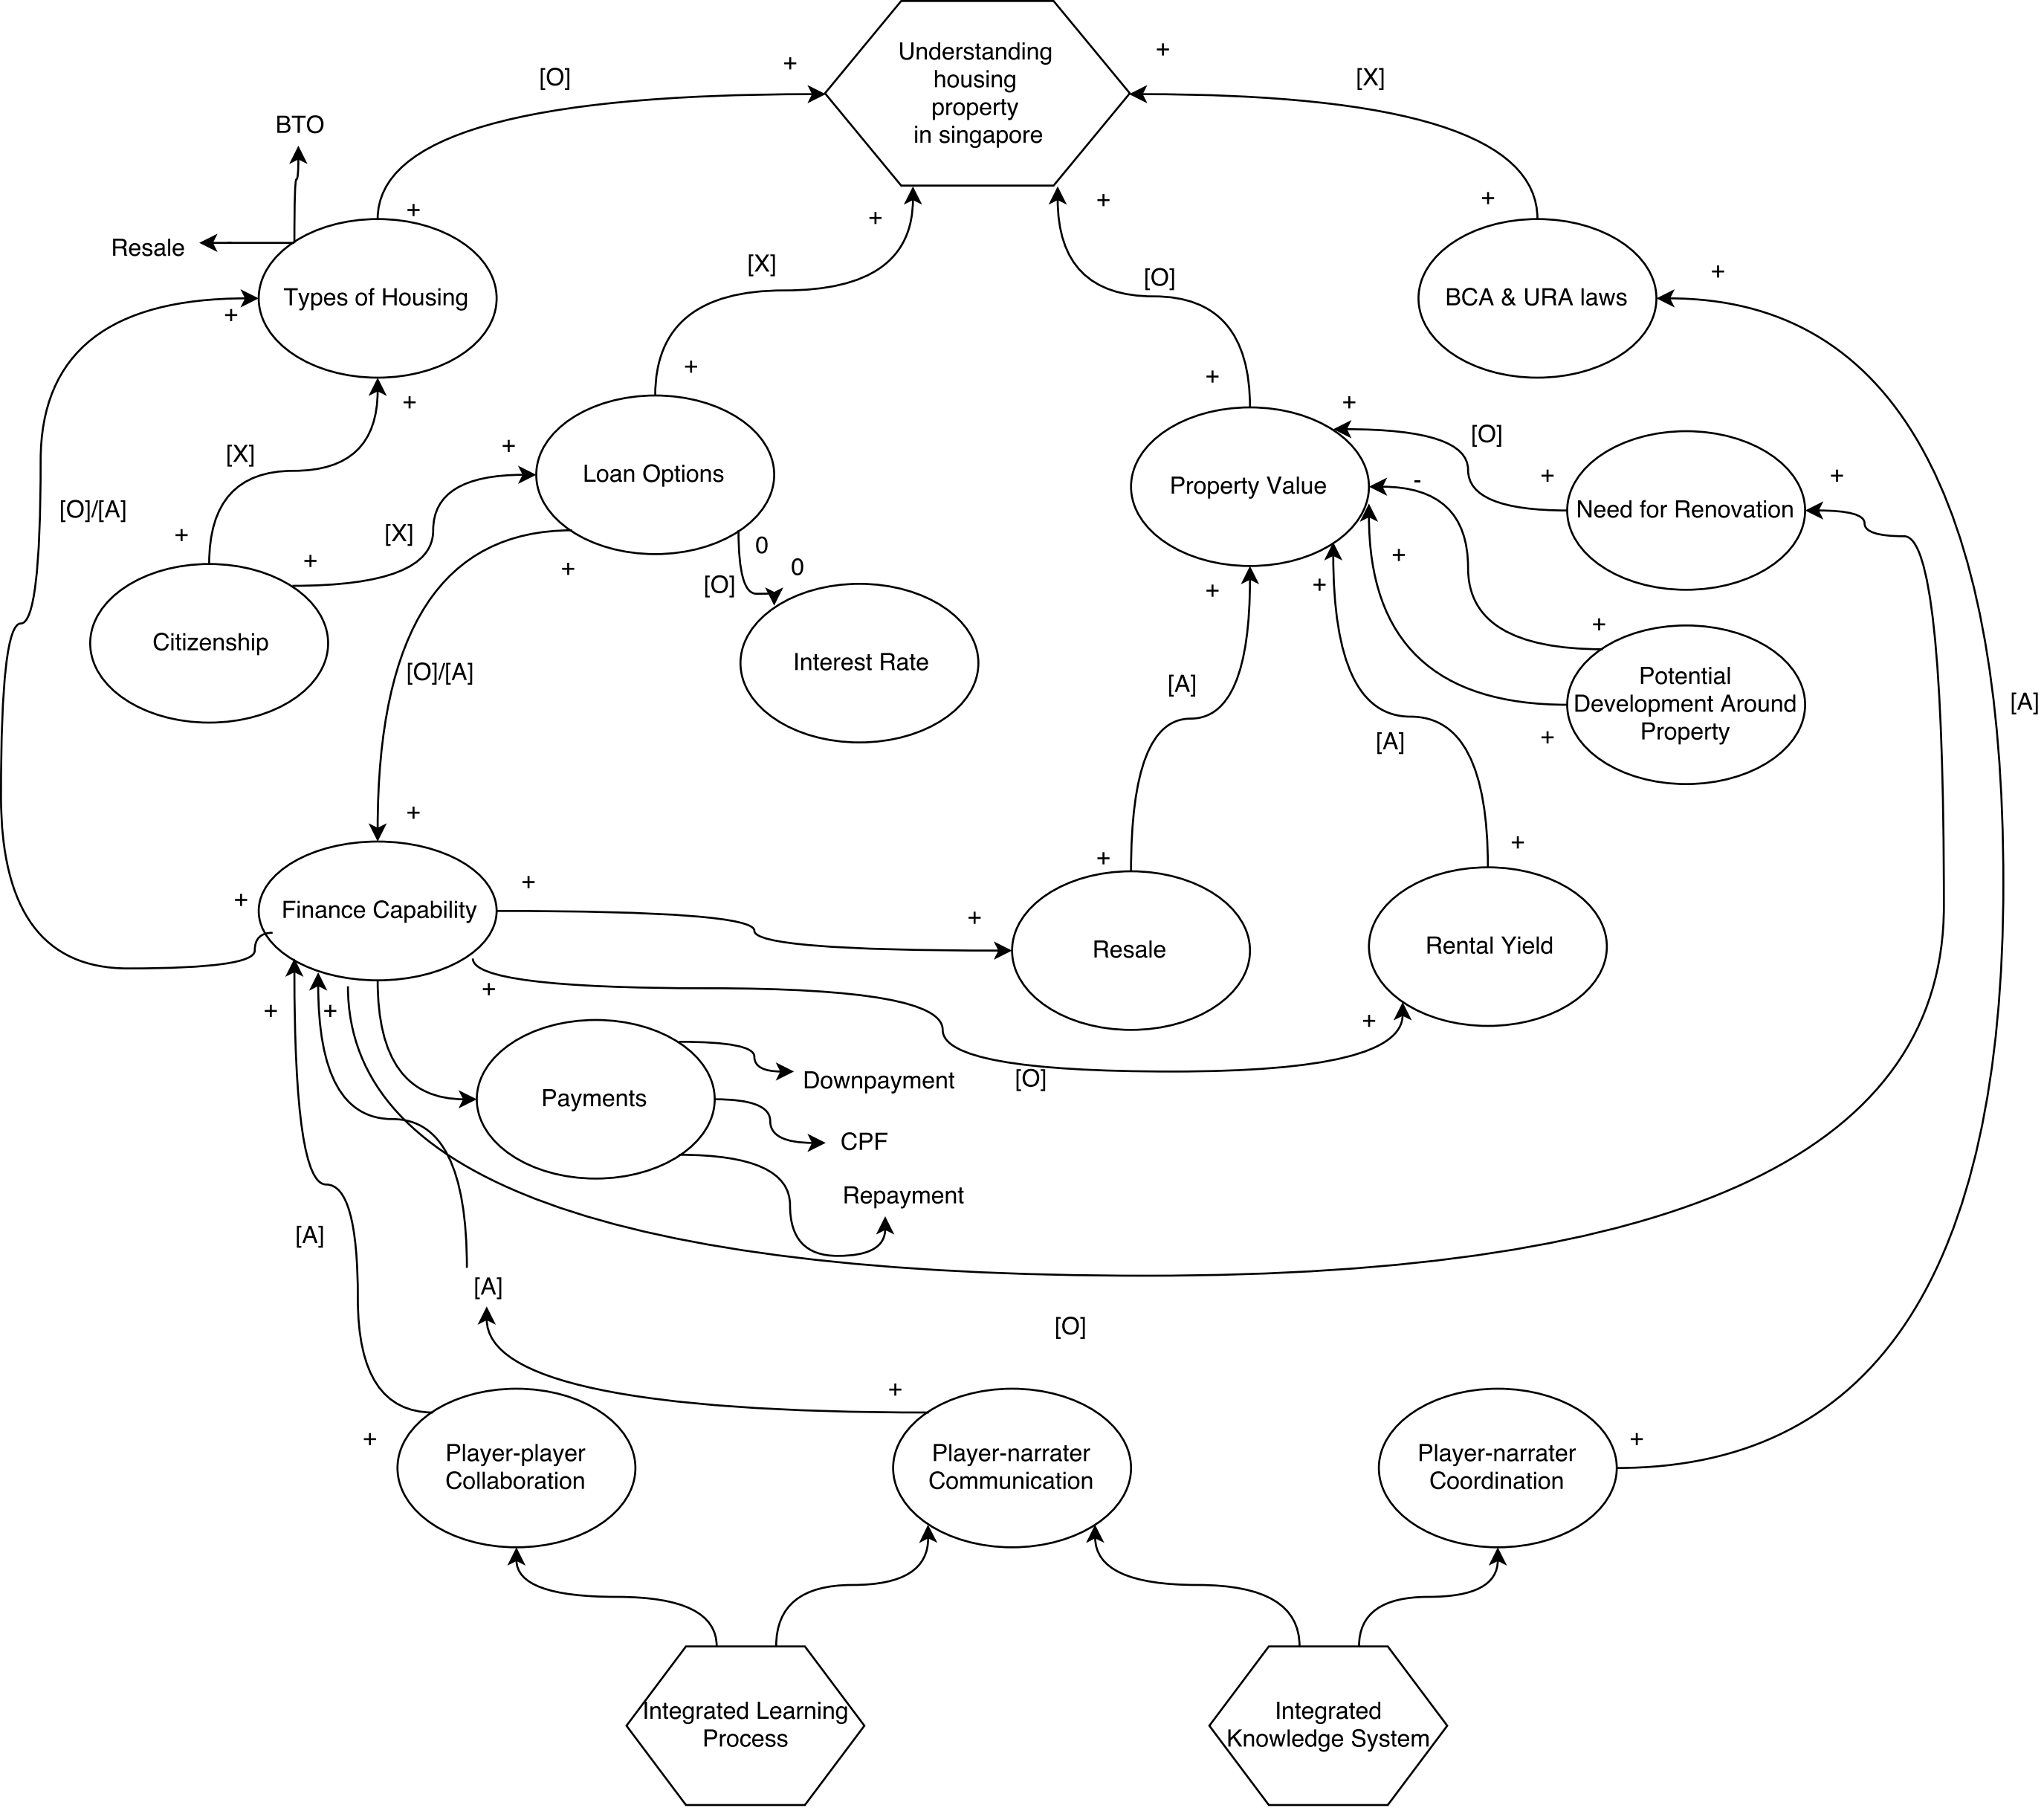 Understanding
housing
property
in singapore
+
+
[O]
[X]
BTO
+
+
+
+
Resale
Types of Housing
+
[X]
[O]
BCA & URA laws
+
+
+
+
+
+
[X]
+
[O]
Loan Options
Property Value
-
+
+
[O]/[A]
Need for Renovation
+
[X]
+
0
+
+
0
[O]
+
+
+
+
Citizenship
Interest Rate
[O]/[A]
[A]
Potential
Development Around
Property
[A]
+
[A]
+
+
+
+
+
Finance Capability
+
Resale
Rental Yield
+
+
+
+
[O]
Downpayment
Payments
CPF
Repayment
[A]
[A]
[O]
+
+
+
Player-player
Collaboration
Player-narrater
Communication
Player-narrater
Coordination
Integrated Learning
Process
Integrated
Knowledge System